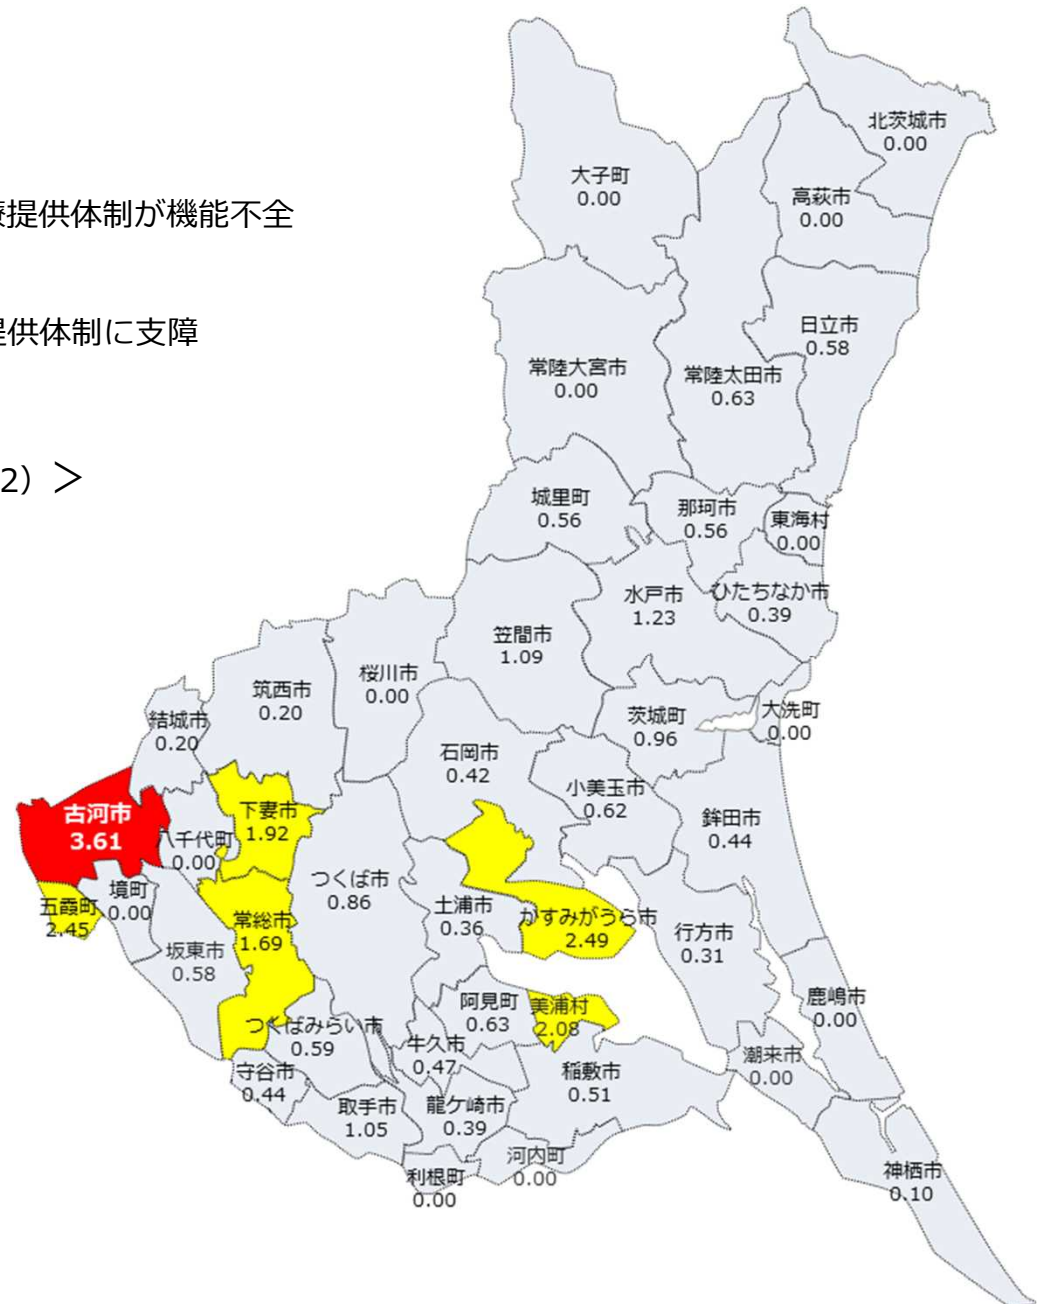 療提供体制が機能不全
提供体制に支障
2）＞
北茨城市
0.00
大子町
0.00
高萩市
0.00
日立市
0.58
常陸大宮市
0.00
常陸太田市
0.63
城里町
0.56
那珂市
0.56
東海村
0.00
水戸市
1.23
ひたちなか市
0.39
笠間市
1.09
桜川市
0.00
筑西市
0.20
結城市
0.20
茨城町
0.96
大洗町
0.00
石岡市
0.42
小美玉市
0.62
鉾田市
0.44
古河市
3.61
下妻市
1.92
八千代町
0.00
つくば市
0.86
五霞町
2.45
境町
0.00
常総市
1.69
土浦市
0.36
かすみがうら市
2.49
行方市
0.31
坂東市
0.58
鹿嶋市
0.00
阿見町
0.63
美浦村
2.08
つくばみらい市
0.59
牛久市
0.47
潮来市
0.00
守谷市
0.44
稲敷市
0.51
取手市
1.05
龍ケ崎市
0.39
河内町
0.00
利根町
0.00
神栖市
0.10